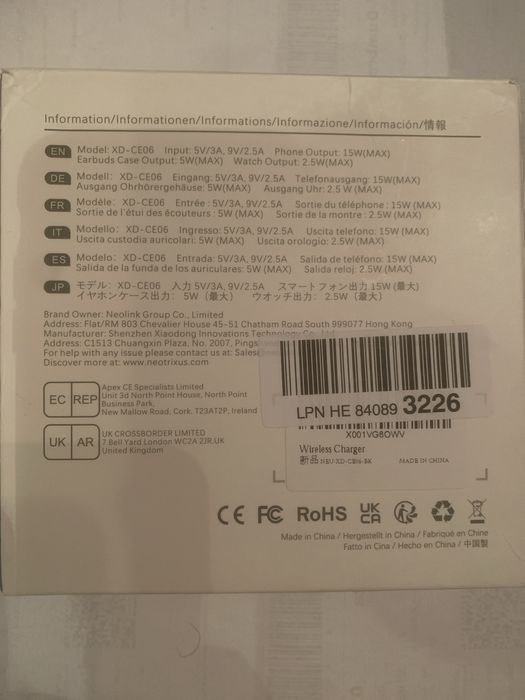 Information/Informationen/Informations/Informazione/Información/情報
EN Model: XD-CE06 Input: 5V/3A, 9V/2.5A Phone Output: 15W(MAX)
Earbuds Case Output: 5W(MAX) Watch Output: 2.5W(MAX)
DE Modell: XD-CE06 Eingang: 5V/3A, 9V/2.5A Telefonausgang: 15W(MAX)
Ausgang Ohrhörergehäuse: 5W(MAX) Ausgang Uhr: 2.5 W (MAX)
FR Modèle: XD-CE06 Entrée : 5V/3A, 9V/2.5A Sortie du téléphone : 15W (MAX)
Sortie de l'étui des écouteurs : 5W (MAX) Sortie de la montre : 2.5W (MAX)
IT Modello: XD-CE06 Ingresso: 5V/3A, 9V/2.5A Uscita telefono: 15W (MAX)
Uscita custodia auricolari: 5W (MAX) Uscita orologio: 2.5W (MAX)
ES Modelo: XD-CE06 Entrada: 5V/3A, 9V/2.5A Salida de teléfono: 15W (MAX)
Salida de la funda de los auriculares: 5W (MAX) Salida reloj: 2.5W (MAX)
JP モデル: XD-CE06 入力 5V/3A, 9V/2.5A スマートフォン出力 15W (最大)
イヤホンケース出力: 5W (最大) ウオッチ出力: 2.5W (最大)
Brand Owner: Neolink Group Co., Limited
Address: Flat/RM 803 Chevalier House 45-51 Chatham Road South 999077 Hong Kong
Manufacturer: Shenzhen Xiaodong Innovations Technology Co.,Ltd
Address: C1513 Chuangxin Plaza, No. 2007, Pings
For help with any issue please contact us at: Sales
Discover more at: www.neotrixus.com
EC REP
Apex CE Specialists Limited
Unit 3d North Point House, North Point
Business Park,
New Mallow Road, Cork. T23AT2P, Ireland
UK AR
UK CROSSBORDER LIMITED
7 Bell Yard London WC2A 2JR.UK
United Kingdom
LPN HE 84089 3226
X001VG8OWV
Wireless Charger
新品 NEU-XD-CE06-BK MADE IN CHINA
CE FC RoHS UK CA
Made in China / Hergestellt in China / Fabriqué en Chine
Fatto in Cina / Hecho en China / 中国製